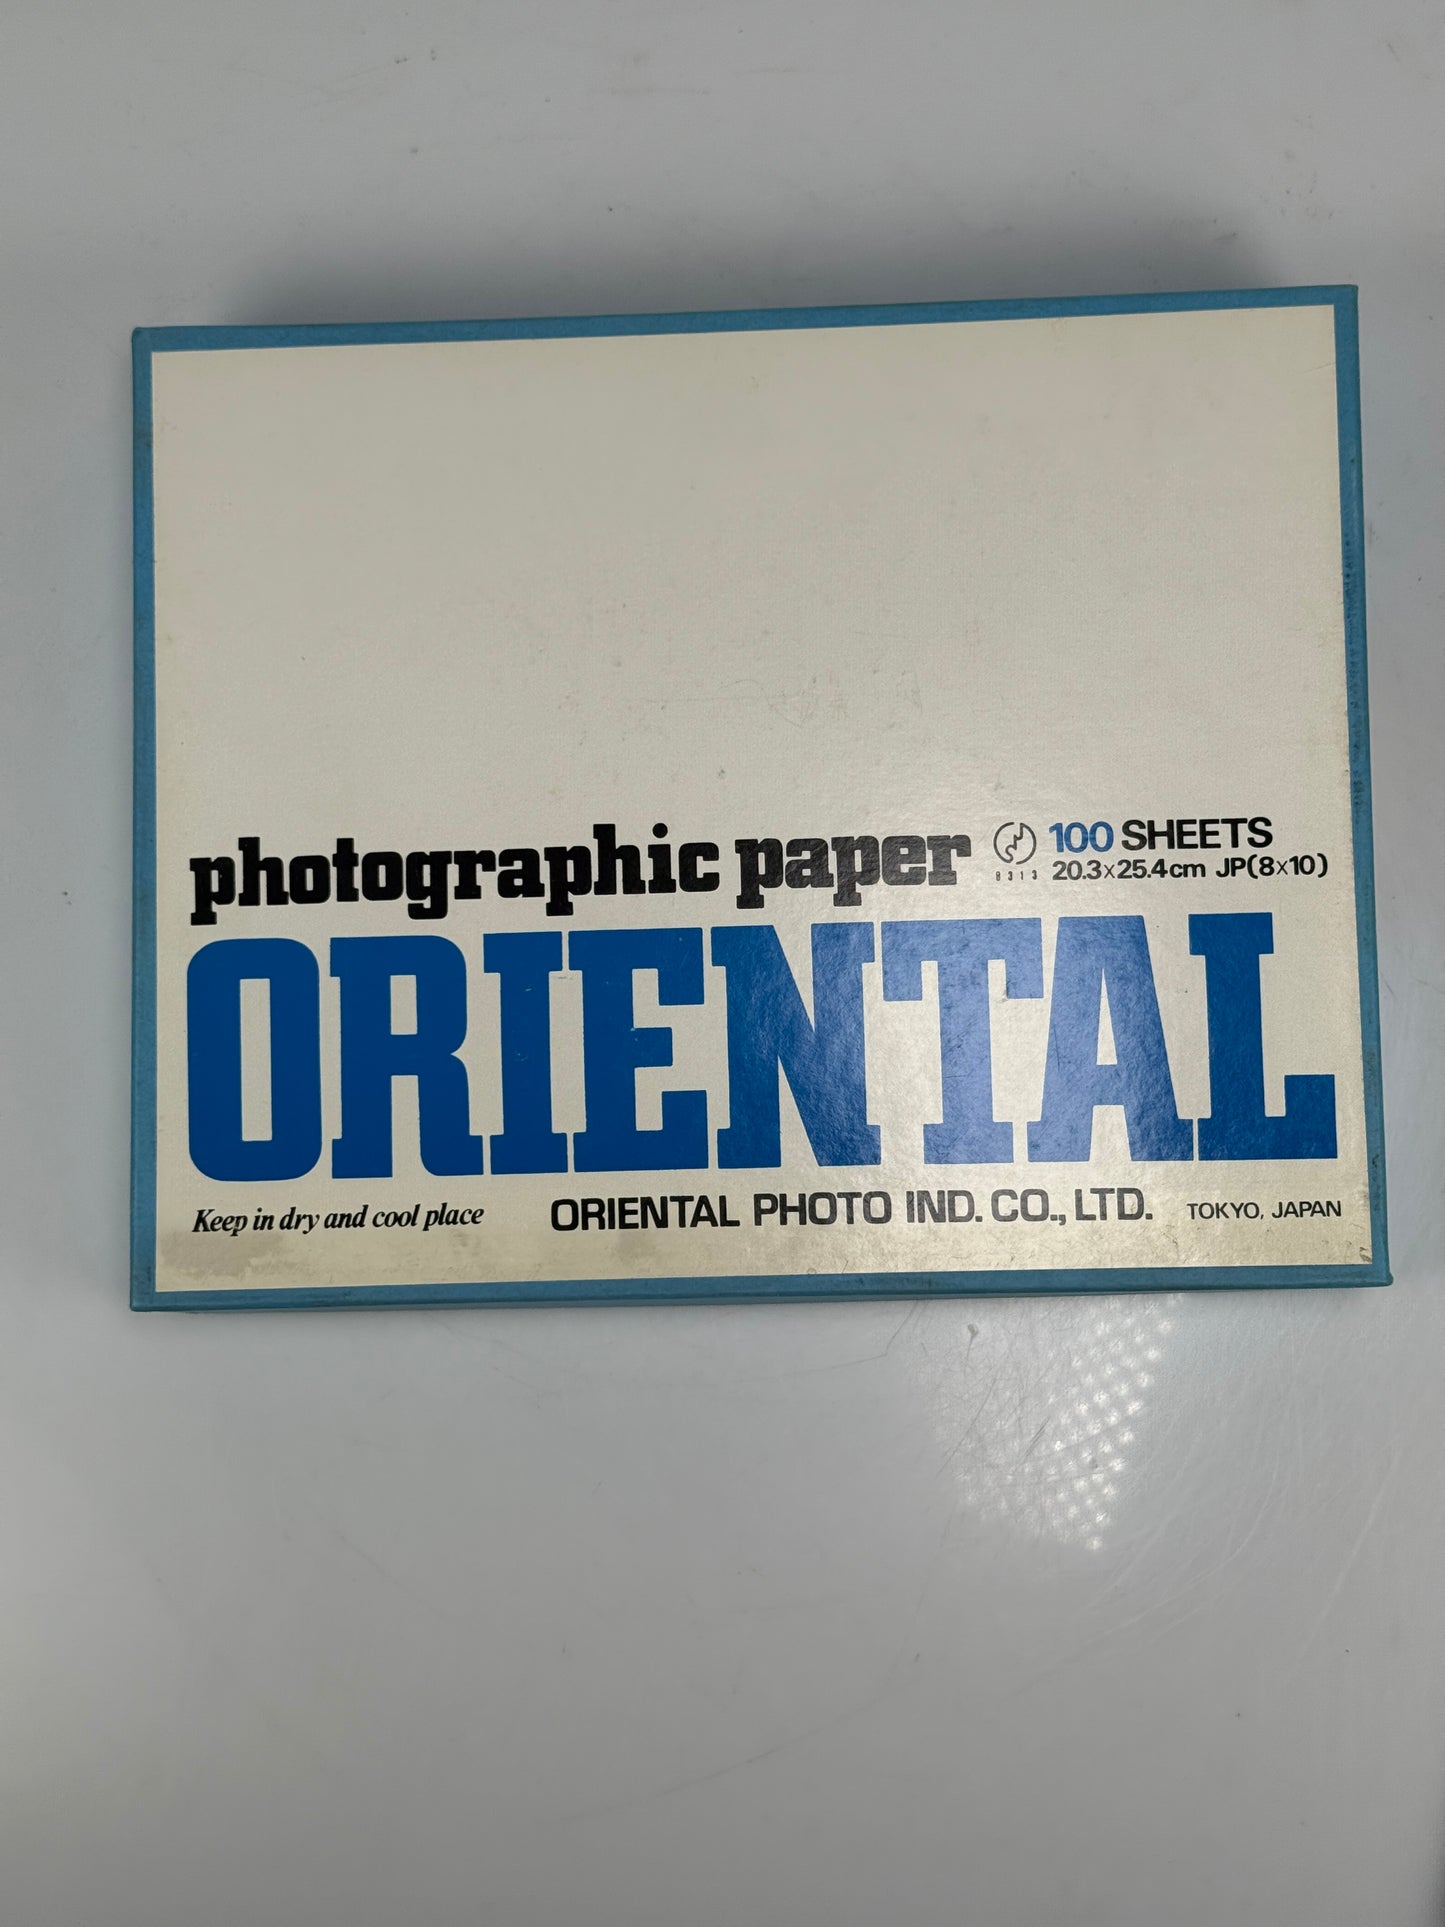 photographic paper
8313
100 SHEETS
20.3×25.4cm JP(8×10)
ORIENTAL
Keep in dry and cool place
ORIENTAL PHOTO IND. CO., LTD. TOKYO, JAPAN